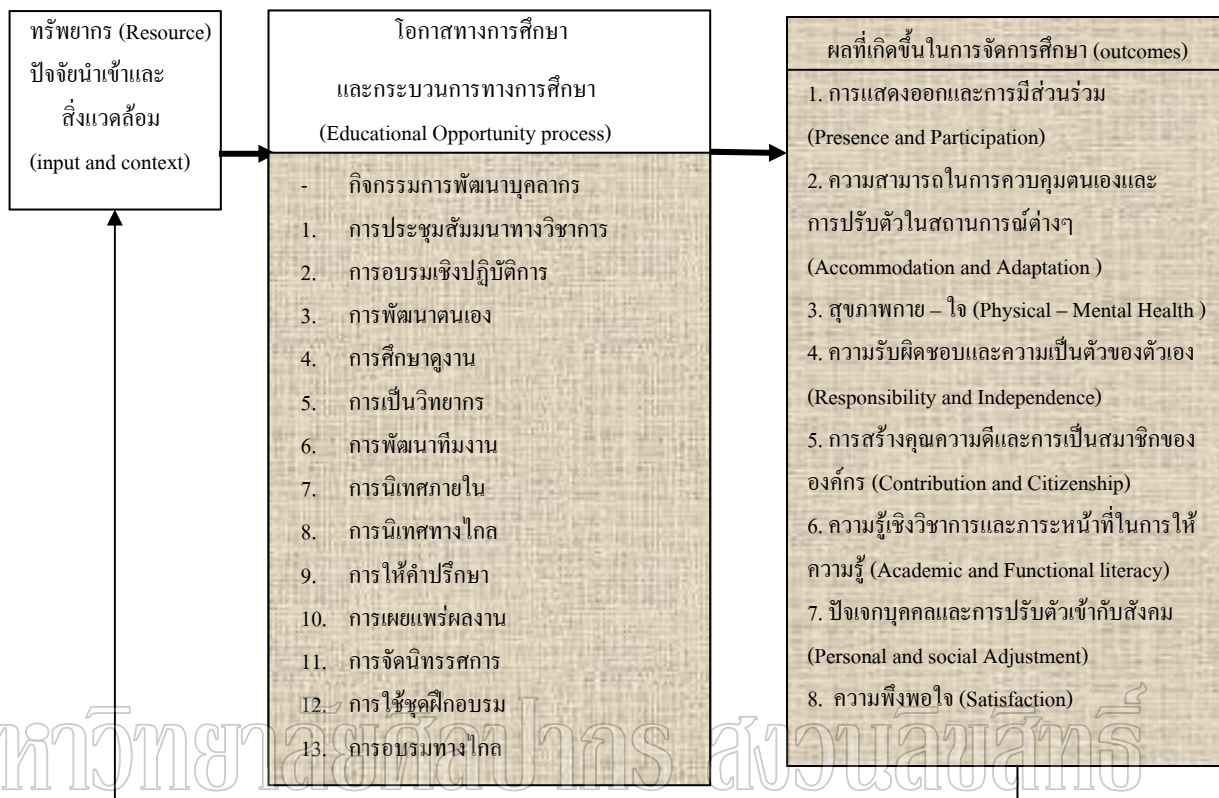 ทรัพยากร (Resource)
ปัจจัยนำเข้าและ
สิ่งแวดล้อม
(input and context)
โอกาสทางการศึกษา
และกระบวนการทางการศึกษา
(Educational Opportunity process)
- กิจกรรมการพัฒนาบุคลากร
1. การประชุมสัมมนาทางวิชาการ
2. การอบรมเชิงปฏิบัติการ
3. การพัฒนาตนเอง
4. การศึกษาดูงาน
5. การเป็นวิทยากร
6. การพัฒนาทีมงาน
7. การนิเทศภายใน
8. การนิเทศทางไกล
9. การให้คำปรึกษา
10. การเผยแพร่ผลงาน
11. การจัดนิทรรศการ
12. การใช้ชุดฝึกอบรม
13. การอบรมทางไกล
ผลที่เกิดขึ้นในการจัดการศึกษา (outcomes)
1. การแสดงออกและการมีส่วนร่วม
(Presence and Participation)
2. ความสามารถในการควบคุมตนเองและ
การปรับตัวในสถานการณ์ต่างๆ
(Accommodation and Adaptation )
3. สุขภาพกาย – ใจ (Physical – Mental Health )
4. ความรับผิดชอบและความเป็นตัวของตัวเอง
(Responsibility and Independence)
5. การสร้างคุณความดีและการเป็นสมาชิกของ
องค์กร (Contribution and Citizenship)
6. ความรู้เชิงวิชาการและภาระหน้าที่ในการให้
ความรู้ (Academic and Functional literacy)
7. ปัจเจกบุคคลและการปรับตัวเข้ากับสังคม
(Personal and social Adjustment)
8. ความพึงพอใจ (Satisfaction)
หาวิทยาลัยศิลปากร สงวนลิขสิทธิ์